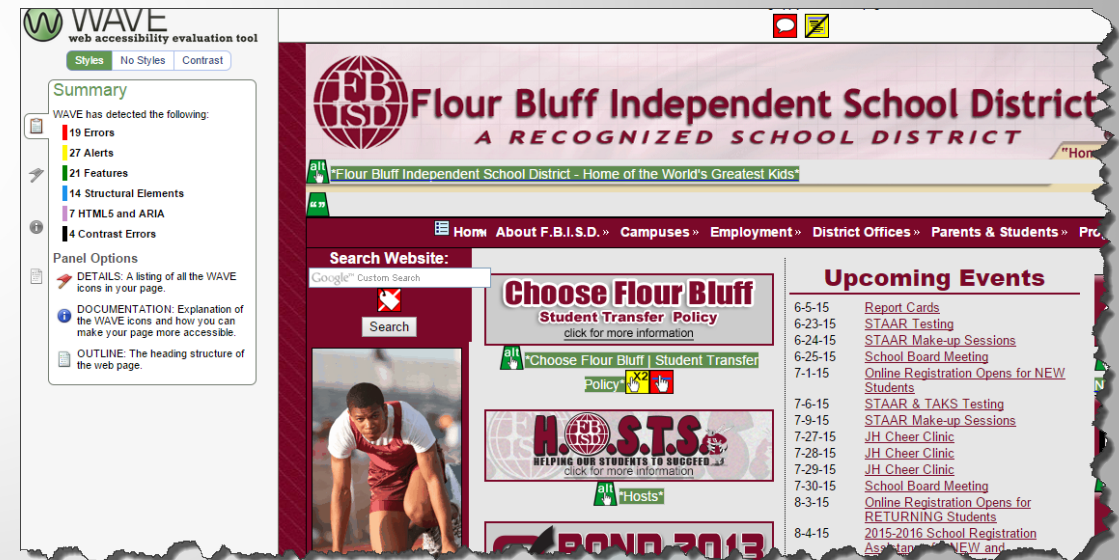 WAVE
web accessibility evaluation tool
Styles No Styles Contrast
Summary
WAVE has detected the following:
19 Errors
27 Alerts
21 Features
14 Structural Elements
7 HTML5 and ARIA
4 Contrast Errors
Panel Options
DETAILS: A listing of all the WAVE
icons in your page.
DOCUMENTATION: Explanation of
the WAVE icons and how you can
make your page more accessible.
OUTLINE: The heading structure of
the web page.
FB
ISD
Flour Bluff Independent School District
A RECOGNIZED SCHOOL DISTRICT
alt
*Flour Bluff Independent School District - Home of the World's Greatest Kids*
Home About F.B.I.S.D. » Campuses » Employment » District Offices » Parents & Students »
Search Website:
Google™ Custom Search
Search
Choose Flour Bluff
Student Transfer Policy
click for more information
alt
*Choose Flour Bluff | Student Transfer
Policy*
X2
H.O.S.T.S.
HELPING OUR STUDENTS TO SUCCEED
click for more information
alt
*Hosts*
BOND 2013
Upcoming Events
6-5-15 Report Cards
6-23-15 STAAR Testing
6-24-15 STAAR Make-up Sessions
6-25-15 School Board Meeting
7-1-15 Online Registration Opens for NEW
Students
7-6-15 STAAR & TAKS Testing
7-9-15 STAAR Make-up Sessions
7-27-15 JH Cheer Clinic
7-28-15 JH Cheer Clinic
7-29-15 JH Cheer Clinic
7-30-15 School Board Meeting
8-3-15 Online Registration Opens for
RETURNING Students
8-4-15 2015-2016 School Registration
NEW and